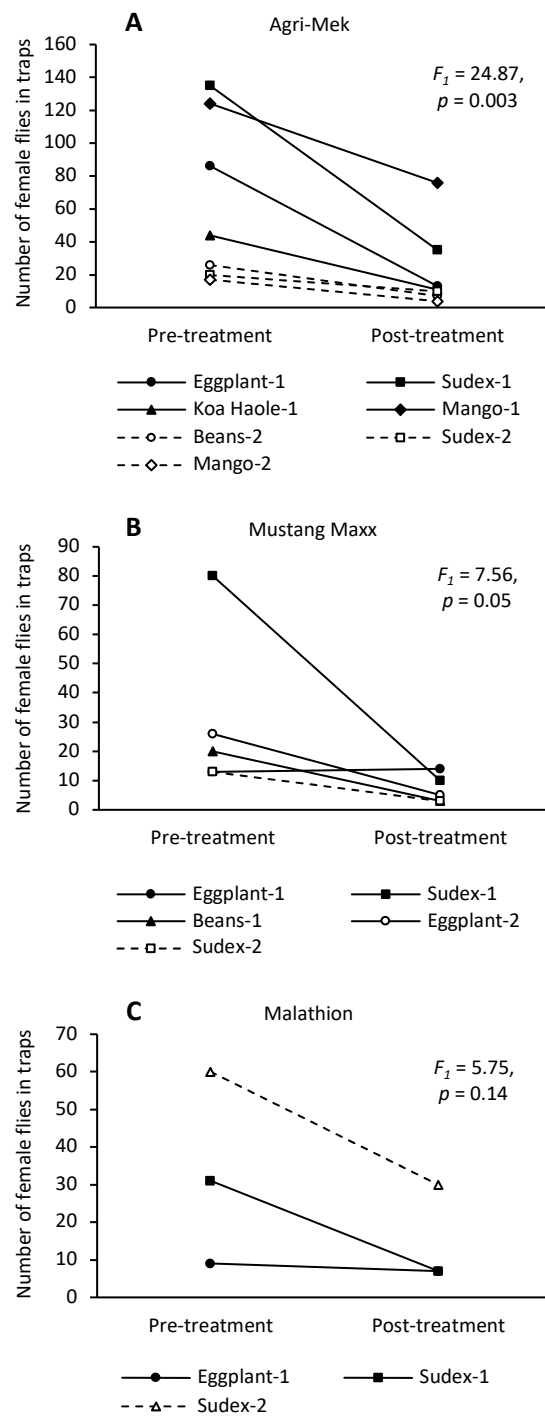 A
Agri-Mek
Number of female flies in traps
160
140
120
100
80
60
40
20
0
F1 = 24.87,
p = 0.003
Pre-treatment Post-treatment
Eggplant-1 Sudex-1
Koa Haole-1 Mango-1
Beans-2 Sudex-2
Mango-2
B
Mustang Maxx
Number of female flies in traps
90
80
70
60
50
40
30
20
10
0
F1 = 7.56,
p = 0.05
Pre-treatment Post-treatment
Eggplant-1 Sudex-1
Beans-1 Eggplant-2
Sudex-2
C
Malathion
Number of female flies in traps
70
60
50
40
30
20
10
0
F1 = 5.75,
p = 0.14
Pre-treatment Post-treatment
Eggplant-1 Sudex-1
Sudex-2